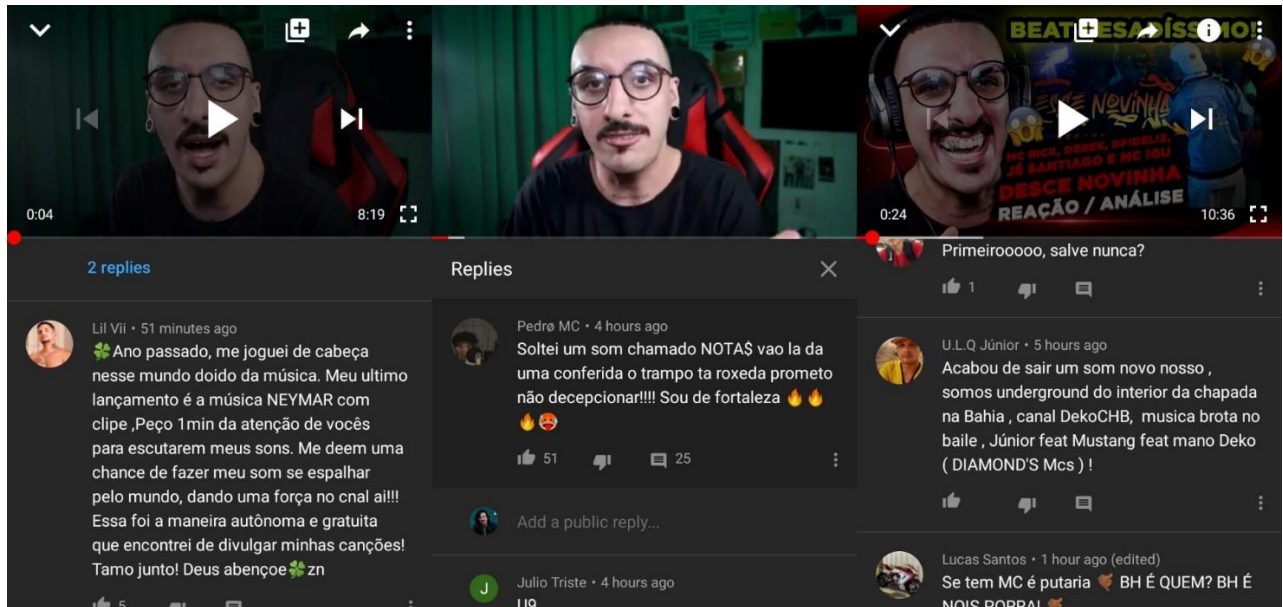 0:04
8:19
2 replies
Lil Vii • 51 minutes ago
🍀Ano passado, me joguei de cabeça
nesse mundo doido da música. Meu ultimo
lançamento é a música NEYMAR com
clipe ,Peço 1min da atenção de vocês
para escutarem meus sons. Me deem uma
chance de fazer meu som se espalhar
pelo mundo, dando uma força no cnal ai!!!
Essa foi a maneira autônoma e gratuita
que encontrei de divulgar minhas canções!
Tamo junto! Deus abençoe🍀zn
5
Replies
Pedrø MC • 4 hours ago
Soltei um som chamado NOTA$ vao la da
uma conferida o trampo ta roxeda prometo
não decepcionar!!!! Sou de fortaleza 🔥🔥
🔥🥵
51
25
Add a public reply...
J
Julio Triste • 4 hours ago
U9
DESCE NOVINHA
MC RICK, DEREK, DFIDELIZ,
JÉ SANTIAGO E MC IGU
DESCE NOVINHA
REAÇÃO / ANÁLISE
0:24
10:36
Primeirooooo, salve nunca?
1
U.L.Q Júnior • 5 hours ago
Acabou de sair um som novo nosso ,
somos underground do interior da chapada
na Bahia , canal DekoCHB, musica brota no
baile , Júnior feat Mustang feat mano Deko
( DIAMOND'S Mcs ) !
Lucas Santos • 1 hour ago (edited)
Se tem MC é putaria 🤏🏾 BH É QUEM? BH É
NOIS PORRA!